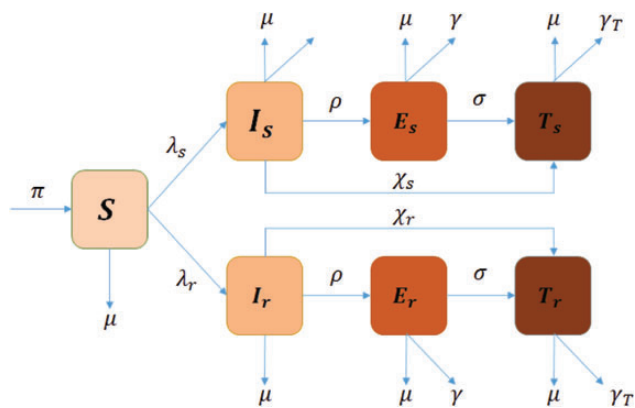 μ μ γ μ γ_T
I_s ρ E_s σ T_s
λ_s
χ_s
π S
χ_r
λ_r
μ
I_r ρ E_r σ T_r
μ μ γ μ γ_T